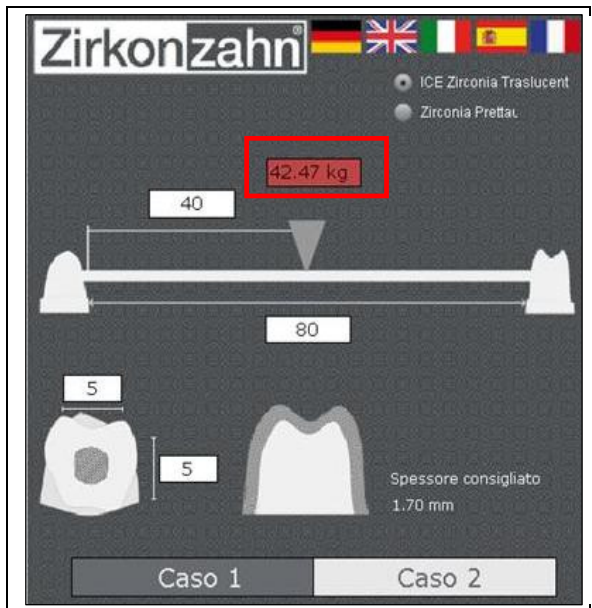 Zirkonzahn
ICE Zirconia Traslucent
Zirconia Prettau
42.47 kg
40
80
5
5
Spessore consigliato
1.70 mm
Caso 1
Caso 2